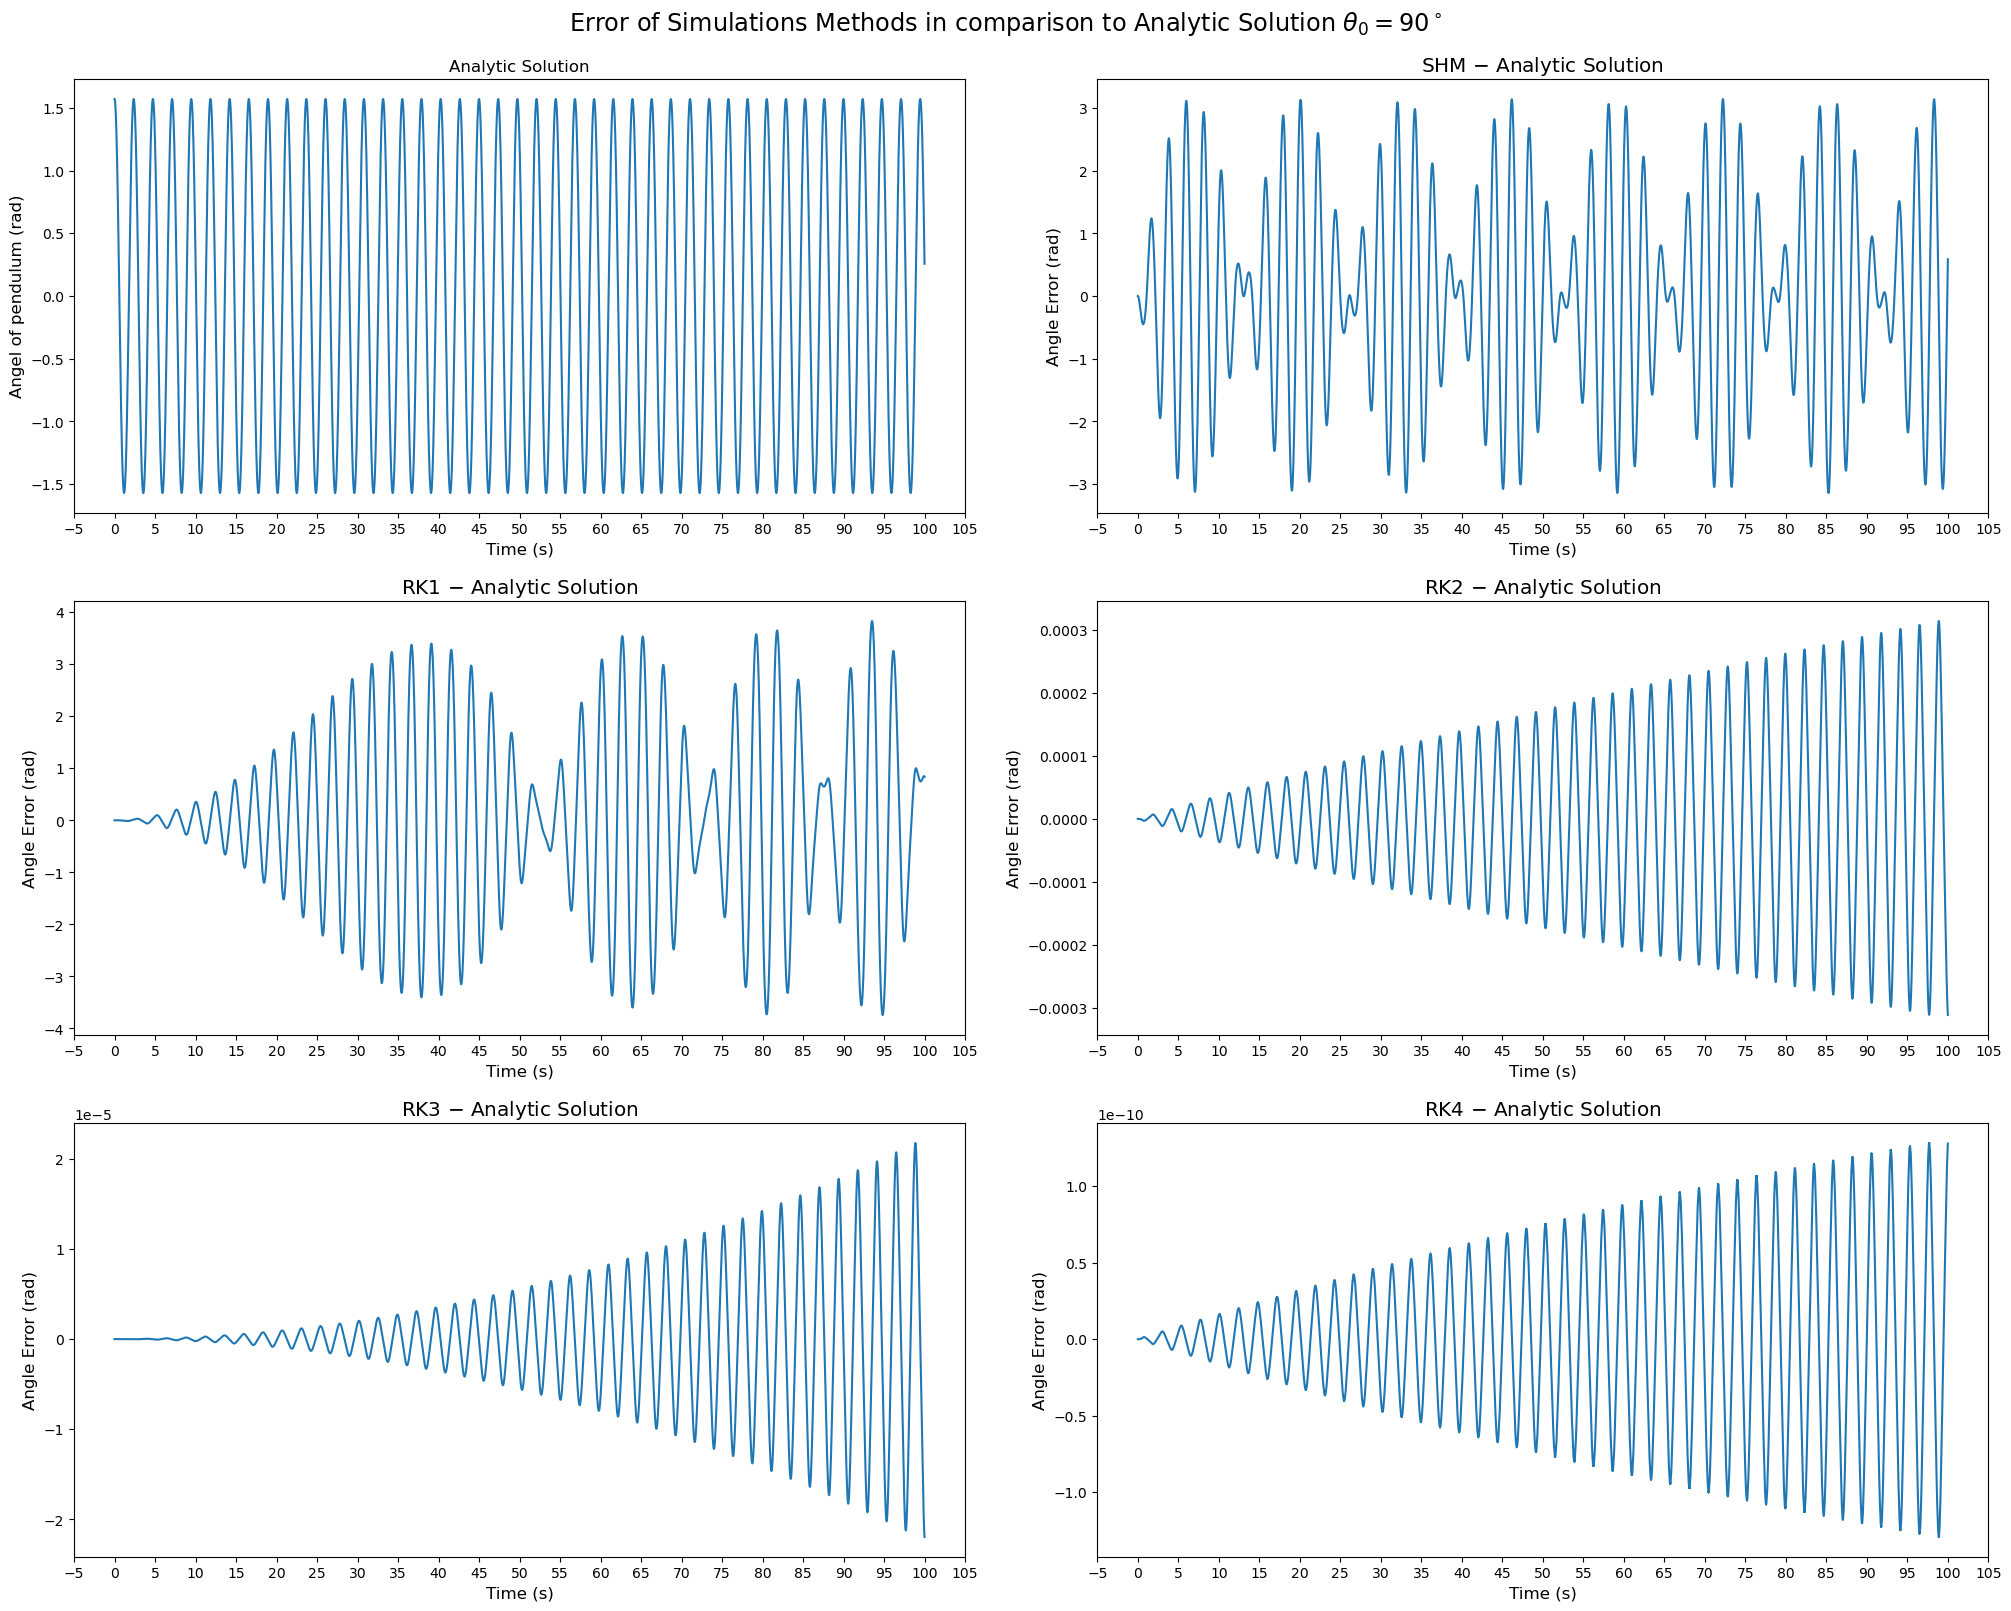 Error of Simulations Methods in comparison to Analytic Solution θ₀ = 90°
Analytic Solution
1.5
1.0
0.5
0.0
−0.5
−1.0
−1.5
Angel of pendulum (rad)
−5 0 5 10 15 20 25 30 35 40 45 50 55 60 65 70 75 80 85 90 95 100 105
Time (s)
SHM − Analytic Solution
3
2
1
0
−1
−2
−3
Angle Error (rad)
−5 0 5 10 15 20 25 30 35 40 45 50 55 60 65 70 75 80 85 90 95 100 105
Time (s)
RK1 − Analytic Solution
4
3
2
1
0
−1
−2
−3
−4
Angle Error (rad)
−5 0 5 10 15 20 25 30 35 40 45 50 55 60 65 70 75 80 85 90 95 100 105
Time (s)
RK2 − Analytic Solution
0.0003
0.0002
0.0001
0.0000
−0.0001
−0.0002
−0.0003
Angle Error (rad)
−5 0 5 10 15 20 25 30 35 40 45 50 55 60 65 70 75 80 85 90 95 100 105
Time (s)
RK3 − Analytic Solution
1e−5
2
1
0
−1
−2
Angle Error (rad)
−5 0 5 10 15 20 25 30 35 40 45 50 55 60 65 70 75 80 85 90 95 100 105
Time (s)
RK4 − Analytic Solution
1e−10
1.0
0.5
0.0
−0.5
−1.0
Angle Error (rad)
−5 0 5 10 15 20 25 30 35 40 45 50 55 60 65 70 75 80 85 90 95 100 105
Time (s)